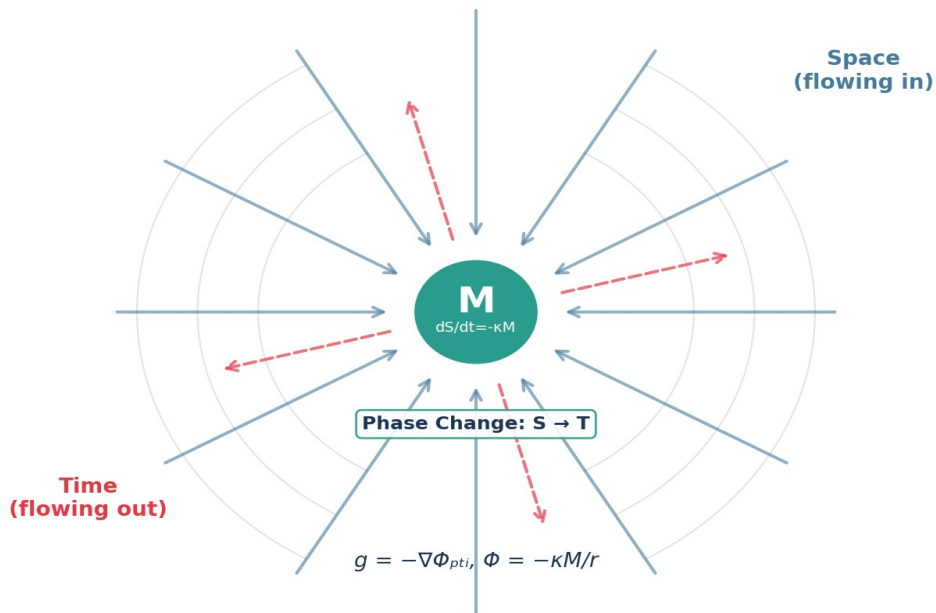 Space
(flowing in)
M
dS/dt=-κM
Phase Change: S → T
Time
(flowing out)
g = −∇Φₚₜᵢ, Φ = −κM/r